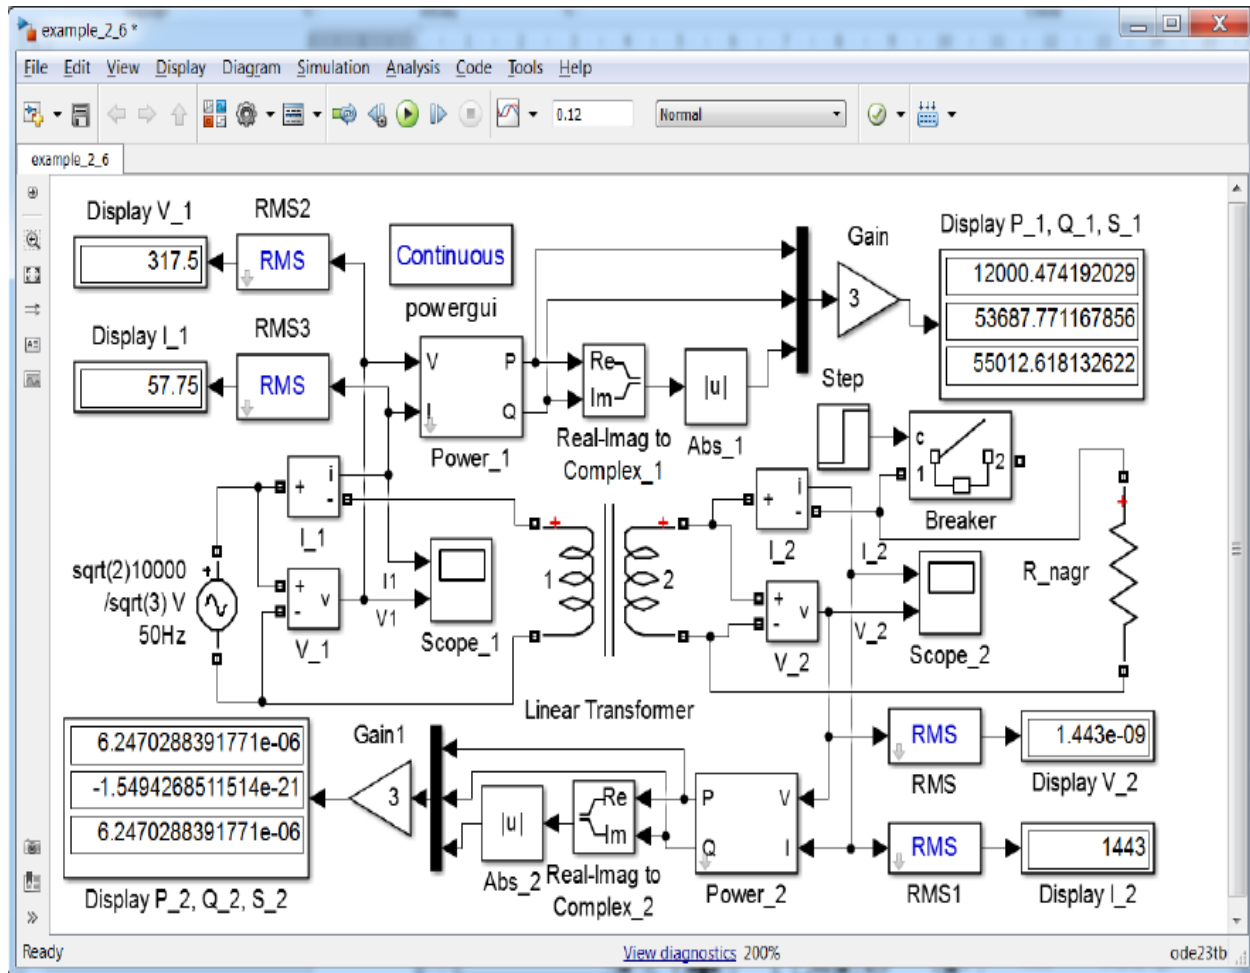 example_2_6 *
File Edit View Display Diagram Simulation Analysis Code Tools Help
0.12 Normal
example_2_6
Display V_1
317.5
RMS2
RMS
Continuous
powergui
Gain
3
Display P_1, Q_1, S_1
12000.474192029
53687.771167856
55012.618132622
Display I_1
57.75
RMS3
RMS
V P
I Q
Power_1
Re
Im
Real-Imag to
Complex_1
|u|
Abs_1
Step
c
1 2
Breaker
sqrt(2)10000
/sqrt(3) V
50Hz
+ i
-
I_1
+ v
-
V_1
I1
V1
Scope_1
+
1
+
2
Linear Transformer
+ i
-
I_2
+ v
-
V_2
I_2
V_2
Scope_2
R_nagr
+
6.2470288391771e-06
-1.5494268511514e-21
6.2470288391771e-06
Display P_2, Q_2, S_2
Gain1
3
|u|
Abs_2
Re
Im
Real-Imag to
Complex_2
P V
Q I
Power_2
RMS
RMS
1.443e-09
Display V_2
RMS
RMS1
1443
Display I_2
Ready View diagnostics 200% ode23tb